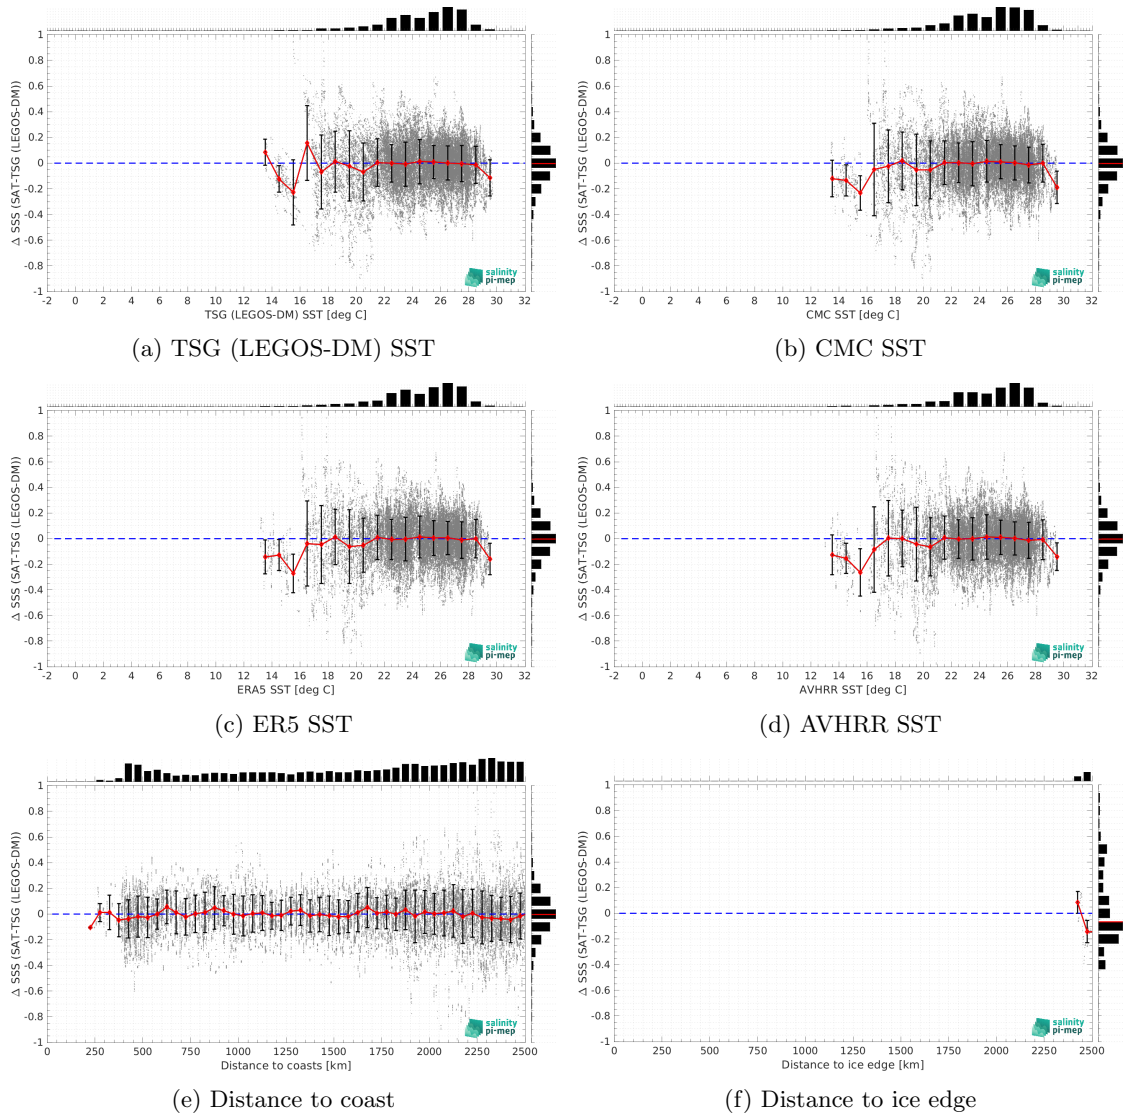 1
0.8
0.6
0.4
0.2
0
-0.2
-0.4
-0.6
-0.8
-1
Δ SSS (SAT-TSG (LEGOS-DM))
-2 0 2 4 6 8 10 12 14 16 18 20 22 24 26 28 30 32
TSG (LEGOS-DM) SST [deg C]
salinity
pi-mep
(a) TSG (LEGOS-DM) SST
1
0.8
0.6
0.4
0.2
0
-0.2
-0.4
-0.6
-0.8
-1
Δ SSS (SAT-TSG (LEGOS-DM))
-2 0 2 4 6 8 10 12 14 16 18 20 22 24 26 28 30 32
CMC SST [deg C]
salinity
pi-mep
(b) CMC SST
1
0.8
0.6
0.4
0.2
0
-0.2
-0.4
-0.6
-0.8
-1
Δ SSS (SAT-TSG (LEGOS-DM))
-2 0 2 4 6 8 10 12 14 16 18 20 22 24 26 28 30 32
ERA5 SST [deg C]
salinity
pi-mep
(c) ER5 SST
1
0.8
0.6
0.4
0.2
0
-0.2
-0.4
-0.6
-0.8
-1
Δ SSS (SAT-TSG (LEGOS-DM))
-2 0 2 4 6 8 10 12 14 16 18 20 22 24 26 28 30 32
AVHRR SST [deg C]
salinity
pi-mep
(d) AVHRR SST
1
0.8
0.6
0.4
0.2
0
-0.2
-0.4
-0.6
-0.8
-1
Δ SSS (SAT-TSG (LEGOS-DM))
0 250 500 750 1000 1250 1500 1750 2000 2250 2500
Distance to coasts [km]
salinity
pi-mep
(e) Distance to coast
1
0.8
0.6
0.4
0.2
0
-0.2
-0.4
-0.6
-0.8
-1
Δ SSS (SAT-TSG (LEGOS-DM))
0 250 500 750 1000 1250 1500 1750 2000 2250 2500
Distance to ice edge [km]
salinity
pi-mep
(f) Distance to ice edge